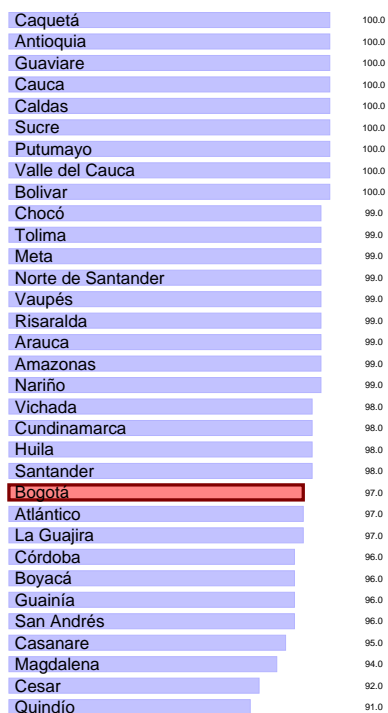 Caquetá 100.0
Antioquia 100.0
Guaviare 100.0
Cauca 100.0
Caldas 100.0
Sucre 100.0
Putumayo 100.0
Valle del Cauca 100.0
Bolivar 100.0
Chocó 99.0
Tolima 99.0
Meta 99.0
Norte de Santander 99.0
Vaupés 99.0
Risaralda 99.0
Arauca 99.0
Amazonas 99.0
Nariño 99.0
Vichada 98.0
Cundinamarca 98.0
Huila 98.0
Santander 98.0
Bogotá 97.0
Atlántico 97.0
La Guajira 97.0
Córdoba 96.0
Boyacá 96.0
Guainía 96.0
San Andrés 96.0
Casanare 95.0
Magdalena 94.0
Cesar 92.0
Quindío 91.0